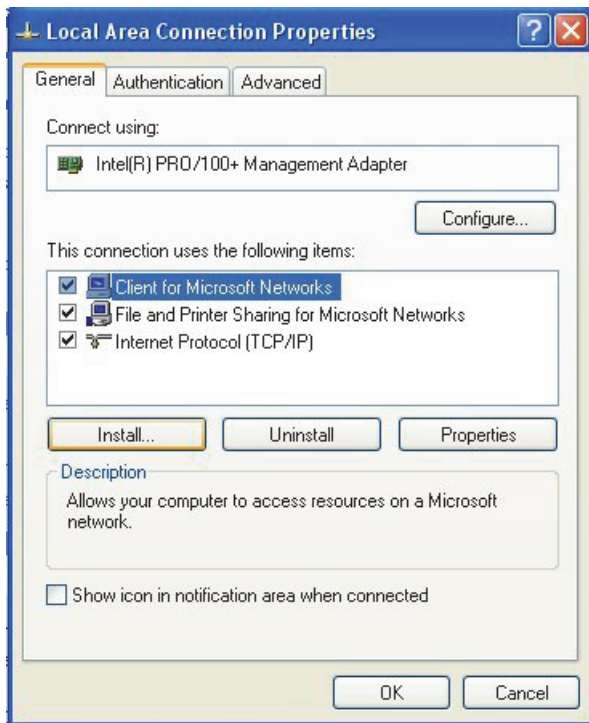 Local Area Connection Properties
General Authentication Advanced
Connect using:
Intel(R) PRO/100+ Management Adapter
Configure...
This connection uses the following items:
Client for Microsoft Networks
File and Printer Sharing for Microsoft Networks
Internet Protocol (TCP/IP)
Install... Uninstall Properties
Description
Allows your computer to access resources on a Microsoft
network.
Show icon in notification area when connected
OK Cancel